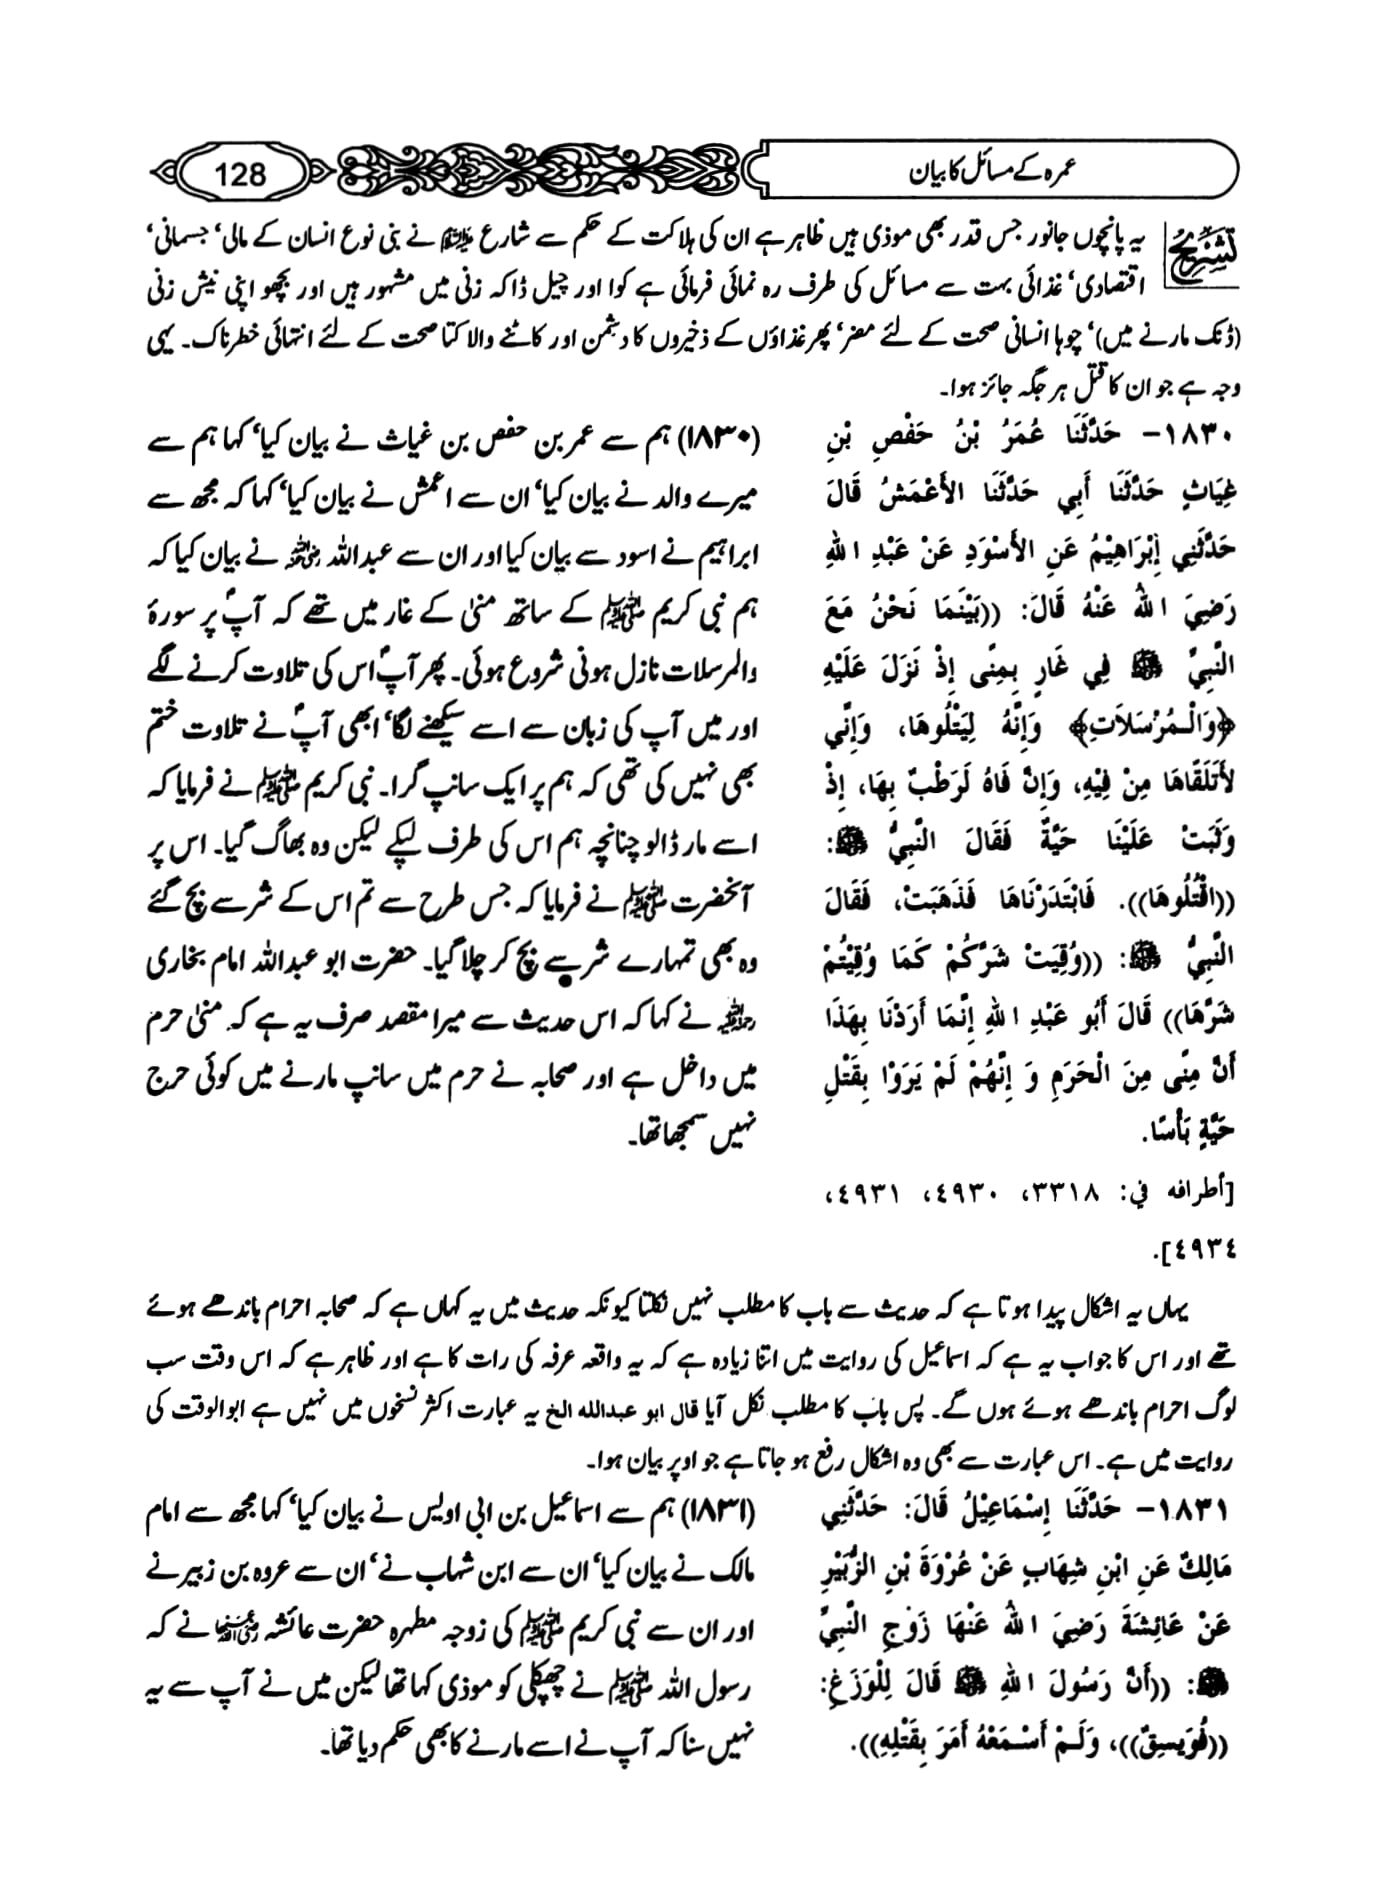 عمرہ کے مسائل کا بیان
128
تشریح یہ پانچوں جانور جس قدر بھی موذی ہیں ظاہر ہے ان کی ہلاکت کے حکم سے شارع ﷺ نے بنی نوع انسان کے مالی، جسمانی،
اقتصادی، غذائی بہت سے مسائل کی طرف رہ نمائی فرمائی ہے کوا اور چیل ڈاکہ زنی میں مشہور ہیں اور بچھو اپنی نیش زنی
(ڈنک مارنے میں)، چوہا انسانی صحت کے لئے مضر، پھر غذاؤں کے ذخیروں کا دشمن اور کاٹنے والا کتا صحت کے لئے انتہائی خطرناک۔ یہی
وجہ ہے جو ان کا قتل ہر جگہ جائز ہوا۔
١٨٣٠- حَدَّثَنَا عُمَرُ بْنُ حَفْصِ بْنِ
غِيَاثٍ حَدَّثَنَا أَبِي حَدَّثَنَا الأَعْمَشُ قَالَ
حَدَّثَنِي إِبْرَاهِيْمُ عَنِ الأَسْوَدِ عَنْ عَبْدِ اللهِ
رَضِيَ اللهُ عَنْهُ قَالَ: ((بَيْنَمَا نَحْنُ مَعَ
النَّبِيِّ ﷺ فِي غَارٍ بِمِنًى إِذْ نَزَلَ عَلَيْهِ
﴿وَالْمُرْسَلاَتِ﴾ وَإِنَّهُ لَيَتْلُوهَا، وَإِنِّي
لأَتَلَقَّاهَا مِنْ فِيْهِ، وَإِنَّ فَاهُ لَرَطْبٌ بِهَا، إِذْ
وَثَبَتْ عَلَيْنَا حَيَّةٌ فَقَالَ النَّبِيُّ ﷺ:
((اقْتُلُوهَا)). فَابْتَدَرْنَاهَا فَذَهَبَتْ، فَقَالَ
النَّبِيُّ ﷺ: ((وُقِيَتْ شَرَّكُمْ كَمَا وُقِيْتُمْ
شَرَّهَا)) قَالَ أَبُو عَبْدِ اللهِ إِنَّمَا أَرَدْنَا بِهَذَا
أَنَّ مِنًى مِنَ الْحَرَمِ وَ إِنَّهُمْ لَمْ يَرَوْا بِقَتْلِ
حَيَّةٍ بَأْسًا.
[أطرافه في: ٣٣١٨، ٤٩٣٠، ٤٩٣١،
٤٩٣٤].
(۱۸۳۰) ہم سے عمر بن حفص بن غیاث نے بیان کیا، کہا ہم سے
میرے والد نے بیان کیا، ان سے اعمش نے بیان کیا، کہا کہ مجھ سے
ابراہیم نے اسود سے بیان کیا اور ان سے عبداللہ رضی اللہ عنہ نے بیان کیا کہ
ہم نبی کریم ﷺ کے ساتھ منیٰ کے غار میں تھے کہ آپؐ پر سورۂ
والمرسلات نازل ہونی شروع ہوئی۔ پھر آپؐ اس کی تلاوت کرنے لگے
اور میں آپ کی زبان سے اسے سیکھنے لگا، ابھی آپؐ نے تلاوت ختم
بھی نہیں کی تھی کہ ہم پر ایک سانپ گرا۔ نبی کریم ﷺ نے فرمایا کہ
اسے مار ڈالو چنانچہ ہم اس کی طرف لپکے لیکن وہ بھاگ گیا۔ اس پر
آنحضرت ﷺ نے فرمایا کہ جس طرح سے تم اس کے شر سے بچ گئے
وہ بھی تمہارے شر سے بچ کر چلا گیا۔ حضرت ابو عبداللہ امام بخاری
رحمۃ اللہ علیہ نے کہا کہ اس حدیث سے میرا مقصد صرف یہ ہے کہ منیٰ حرم
میں داخل ہے اور صحابہ نے حرم میں سانپ مارنے میں کوئی حرج
نہیں سمجھا تھا۔
یہاں یہ اشکال پیدا ہوتا ہے کہ حدیث سے باب کا مطلب نہیں نکلتا کیونکہ حدیث میں یہ کہاں ہے کہ صحابہ احرام باندھے ہوئے
تھے اور اس کا جواب یہ ہے کہ اسماعیل کی روایت میں اتنا زیادہ ہے کہ یہ واقعہ عرفہ کی رات کا ہے اور ظاہر ہے کہ اس وقت سب
لوگ احرام باندھے ہوئے ہوں گے۔ پس باب کا مطلب نکل آیا قال ابو عبدالله الخ یہ عبارت اکثر نسخوں میں نہیں ہے ابوالوقت کی
روایت میں ہے۔ اس عبارت سے بھی وہ اشکال رفع ہو جاتا ہے جو اوپر بیان ہوا۔
١٨٣١- حَدَّثَنَا إِسْمَاعِيْلُ قَالَ: حَدَّثَنِي
مَالِكٌ عَنِ ابْنِ شِهَابٍ عَنْ عُرْوَةَ بْنِ الزُّبَيْرِ
عَنْ عَائِشَةَ رَضِيَ اللهُ عَنْهَا زَوْجِ النَّبِيِّ
ﷺ: ((أَنَّ رَسُولَ اللهِ ﷺ قَالَ لِلْوَزَغِ:
((فُوَيسِقٌ))، وَلَمْ أَسْمَعْهُ أَمَرَ بِقَتْلِهِ)).
(۱۸۳۱) ہم سے اسماعیل بن ابی اویس نے بیان کیا، کہا مجھ سے امام
مالک نے بیان کیا، ان سے ابن شہاب نے، ان سے عروہ بن زبیر نے
اور ان سے نبی کریم ﷺ کی زوجہ مطہرہ حضرت عائشہ رضی اللہ عنہا نے کہ
رسول اللہ ﷺ نے چھپکلی کو موذی کہا تھا لیکن میں نے آپ سے یہ
نہیں سنا کہ آپ نے اسے مارنے کا بھی حکم دیا تھا۔